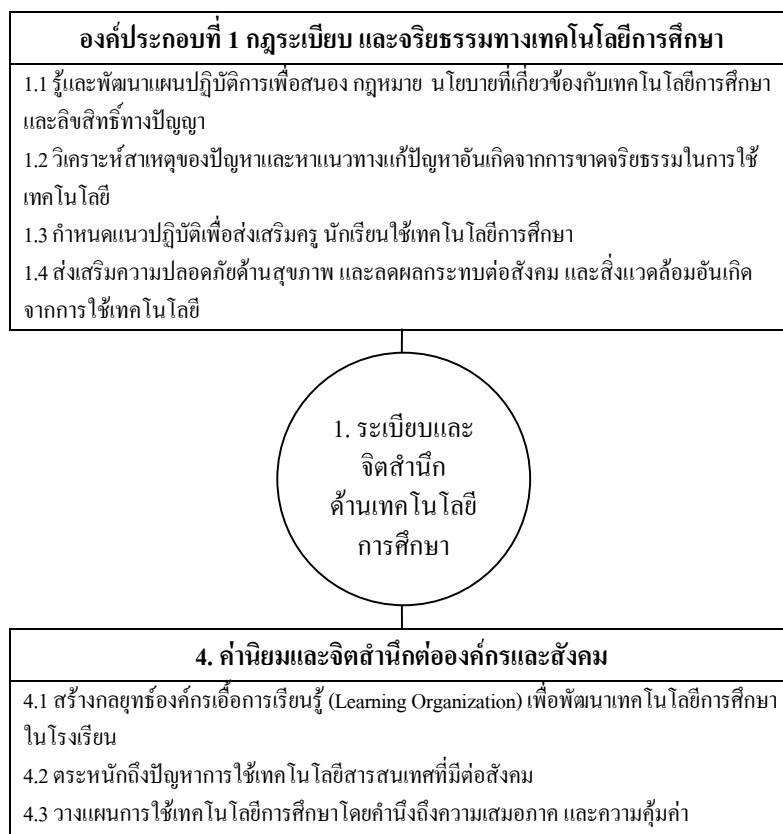 องค์ประกอบที่ 1 กฎระเบียบ และจริยธรรมทางเทคโนโลยีการศึกษา
1.1 รู้และพัฒนาแผนปฏิบัติการเพื่อสนอง กฎหมาย นโยบายที่เกี่ยวข้องกับเทคโนโลยีการศึกษา
และลิขสิทธิ์ทางปัญญา
1.2 วิเคราะห์สาเหตุของปัญหาและหาแนวทางแก้ปัญหาอันเกิดจากการขาดจริยธรรมในการใช้
เทคโนโลยี
1.3 กำหนดแนวปฏิบัติเพื่อส่งเสริมครู นักเรียนใช้เทคโนโลยีการศึกษา
1.4 ส่งเสริมความปลอดภัยด้านสุขภาพ และลดผลกระทบต่อสังคม และสิ่งแวดล้อมอันเกิด
จากการใช้เทคโนโลยี
1. ระเบียบและ
จิตสำนึก
ด้านเทคโนโลยี
การศึกษา
4. ค่านิยมและจิตสำนึกต่อองค์กรและสังคม
4.1 สร้างกลยุทธ์องค์กรเอื้อการเรียนรู้ (Learning Organization) เพื่อพัฒนาเทคโนโลยีการศึกษา
ในโรงเรียน
4.2 ตระหนักถึงปัญหาการใช้เทคโนโลยีสารสนเทศที่มีต่อสังคม
4.3 วางแผนการใช้เทคโนโลยีการศึกษาโดยคำนึงถึงความเสมอภาค และความคุ้มค่า